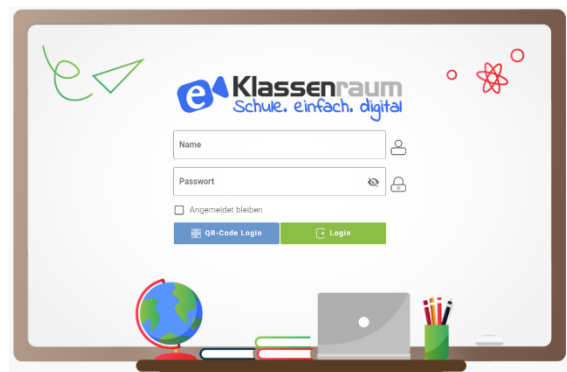 e Klassenraum
Schule. einfach. digital
Name
Passwort
Angemeldet bleiben
QR-Code Login
Login